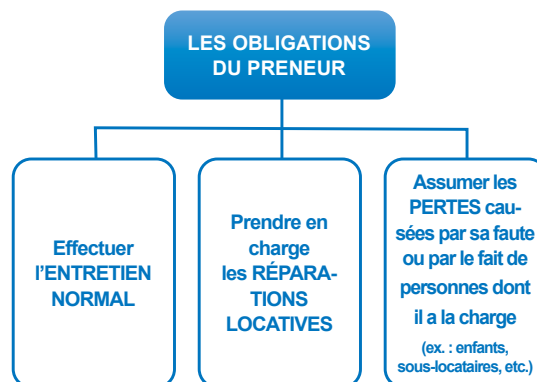 LES OBLIGATIONS
DU PRENEUR
Effectuer
l’ENTRETIEN
NORMAL
Prendre en
charge
les RÉPARA-
TIONS
LOCATIVES
Assumer les
PERTES cau-
sées par sa faute
ou par le fait de
personnes dont
il a la charge
(ex. : enfants,
sous-locataires, etc.)